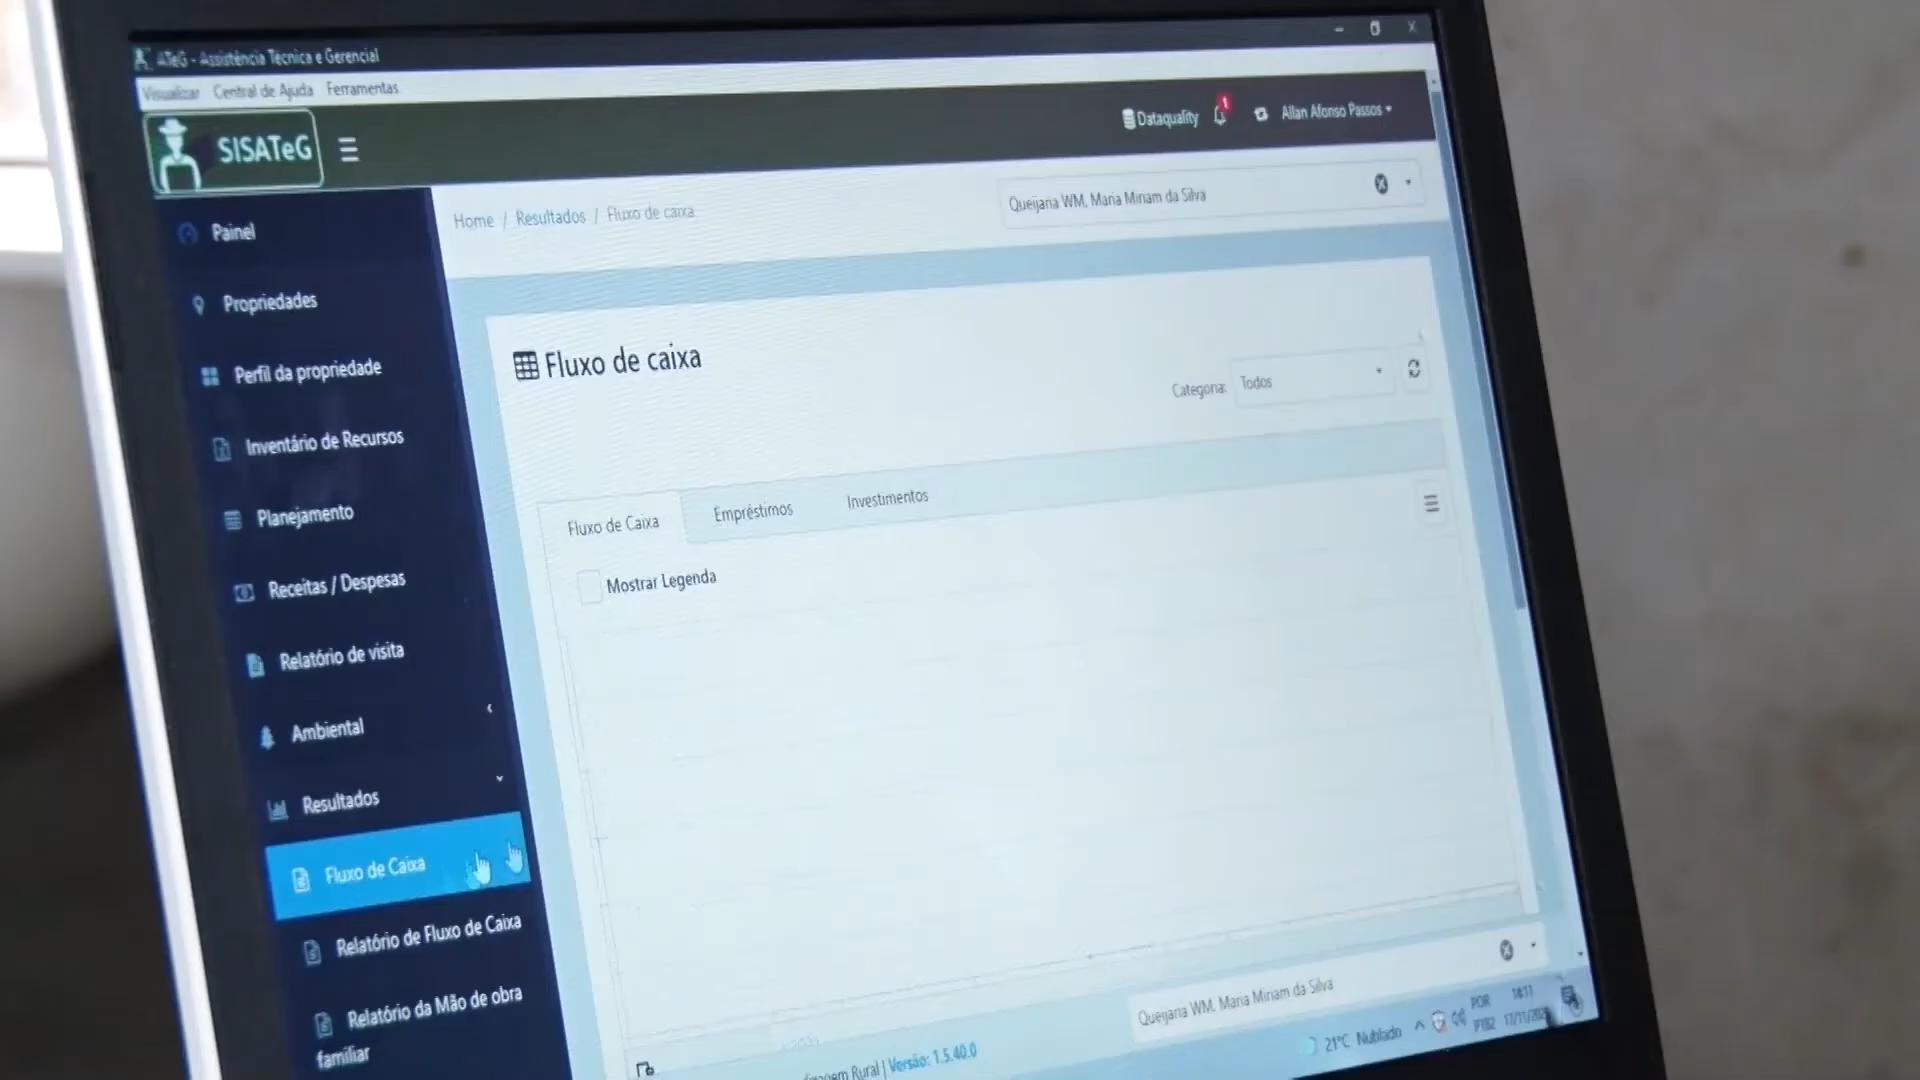 ATeG - Assistência Técnica e Gerencial
Visualizar Central de Ajuda Ferramentas
SISATeG
Dataquality 1 Allan Afonso Passos
Home / Resultados / Fluxo de caixa
Queijaria WM, Maria Miriam da Silva
Painel
Propriedades
Perfil da propriedade
Inventário de Recursos
Planejamento
Receitas / Despesas
Relatório de visita
Ambiental
Resultados
Fluxo de Caixa
Relatório de Fluxo de Caixa
Relatório da Mão de obra
familiar
Fluxo de caixa
Categoria: Todos
Fluxo de Caixa Empréstimos Investimentos
Mostrar Legenda
Queijaria WM, Maria Miriam da Silva
Rural | Versão: 1.5.40.0
21°C Nublado
POR
PTB2